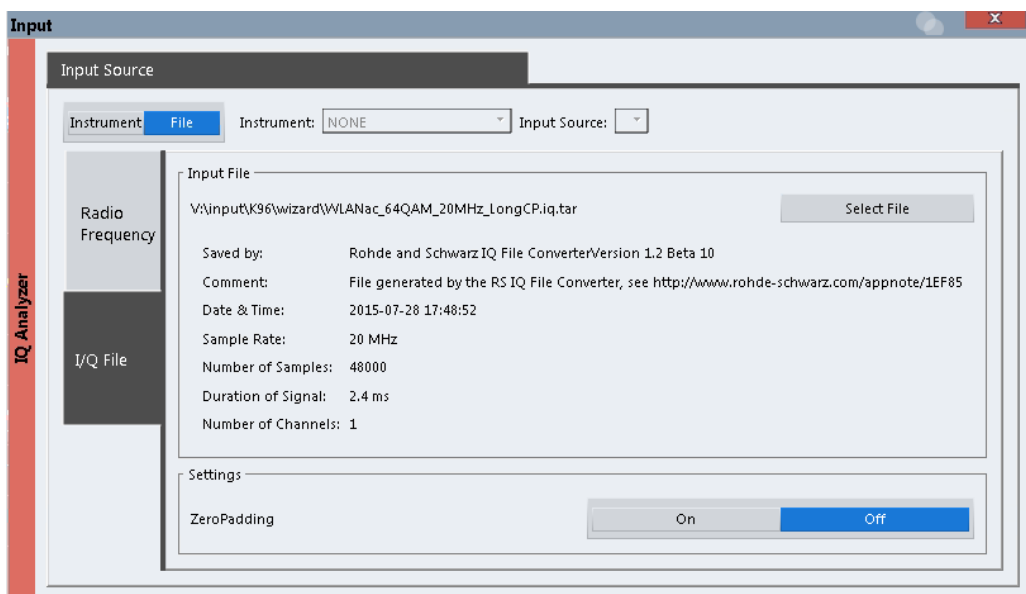 Input
X
Input Source
Instrument File Instrument: NONE Input Source:
Radio
Frequency
I/Q File
IQ Analyzer
Input File
V:\input\K96\wizard\WLANac_64QAM_20MHz_LongCP.iq.tar Select File
Saved by: Rohde and Schwarz IQ File ConverterVersion 1.2 Beta 10
Comment: File generated by the RS IQ File Converter, see http://www.rohde-schwarz.com/appnote/1EF85
Date & Time: 2015-07-28 17:48:52
Sample Rate: 20 MHz
Number of Samples: 48000
Duration of Signal: 2.4 ms
Number of Channels: 1
Settings
ZeroPadding On Off